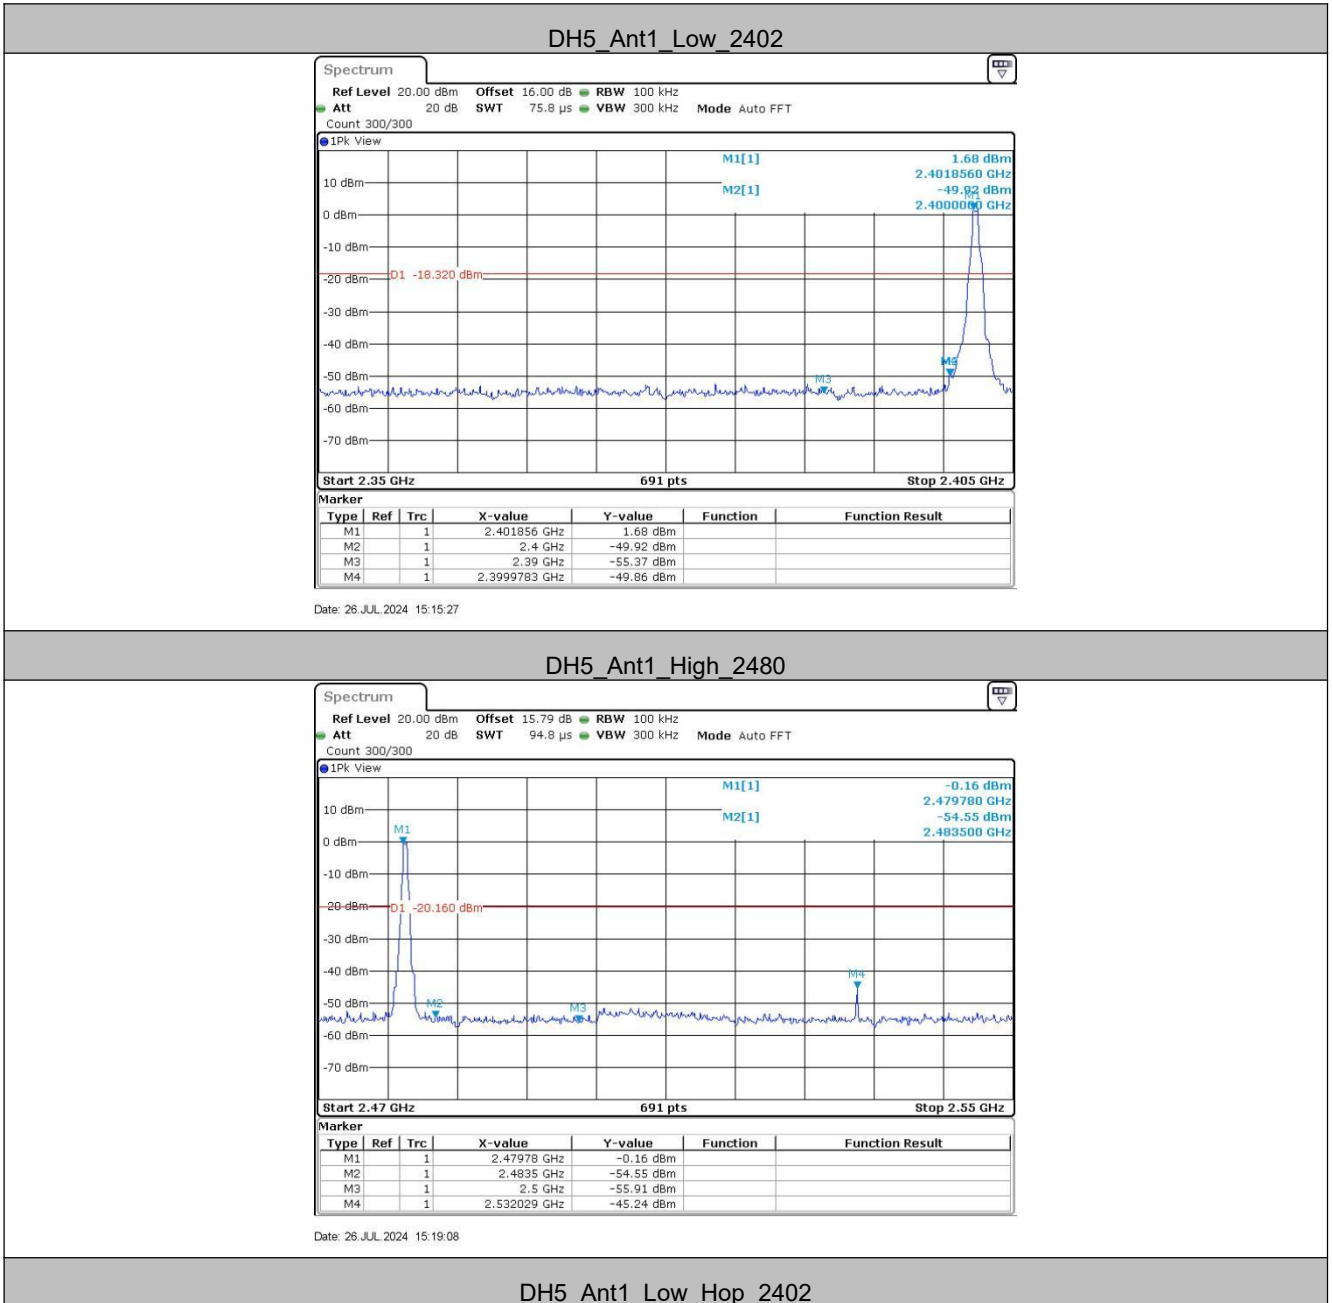 DH5_Ant1_Low_2402
Spectrum
Ref Level 20.00 dBm Offset 16.00 dB RBW 100 kHz
Att 20 dB SWT 75.8 µs VBW 300 kHz Mode Auto FFT
Count 300/300
1Pk View
M1[1] 1.68 dBm
2.4018560 GHz
10 dBm
M2[1] -49.92 dBm
M1
2.4000000 GHz
0 dBm
-10 dBm
D1 -18.320 dBm
-20 dBm
-30 dBm
-40 dBm
-50 dBm
M3
-60 dBm
-70 dBm
Start 2.35 GHz 691 pts Stop 2.405 GHz
Marker
Type Ref Trc X-value Y-value Function Function Result
M1 1 2.401856 GHz 1.68 dBm
M2 1 2.4 GHz -49.92 dBm
M3 1 2.39 GHz -55.37 dBm
M4 1 2.3999783 GHz -49.86 dBm
Date: 26.JUL.2024 15:15:27
DH5_Ant1_High_2480
Spectrum
Ref Level 20.00 dBm Offset 15.79 dB RBW 100 kHz
Att 20 dB SWT 94.8 µs VBW 300 kHz Mode Auto FFT
Count 300/300
1Pk View
M1[1] -0.16 dBm
2.479780 GHz
10 dBm
M2[1] -54.55 dBm
M1
2.483500 GHz
0 dBm
-10 dBm
-20 dBm
D1 -20.160 dBm
-30 dBm
-40 dBm
M4
-50 dBm
M2
M3
-60 dBm
-70 dBm
Start 2.47 GHz 691 pts Stop 2.55 GHz
Marker
Type Ref Trc X-value Y-value Function Function Result
M1 1 2.47978 GHz -0.16 dBm
M2 1 2.4835 GHz -54.55 dBm
M3 1 2.5 GHz -55.91 dBm
M4 1 2.532029 GHz -45.24 dBm
Date: 26.JUL.2024 15:19:08
DH5_Ant1_Low_Hop_2402